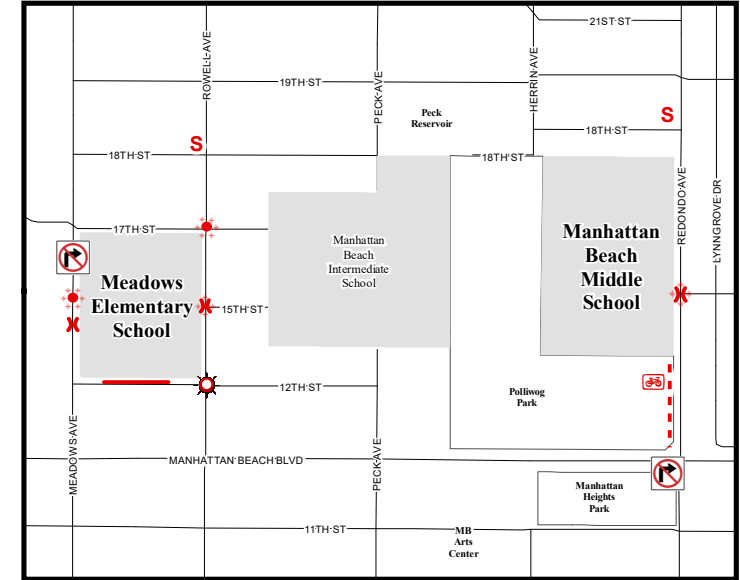 21ST ST
ROWELL AVE
19TH ST
PECK AVE
HERRIN AVE
Peck
Reservoir
S
18TH ST
S
18TH ST
18TH ST
REDONDO AVE
LYNNGROVE DR
17TH ST
Manhattan
Beach
Intermediate
School
Manhattan
Beach
Middle
School
Meadows
Elementary
School
15TH ST
12TH ST
Polliwog
Park
MEADOWS AVE
MANHATTAN BEACH BLVD
PECK AVE
Manhattan
Heights
Park
11TH ST
MB
Arts
Center